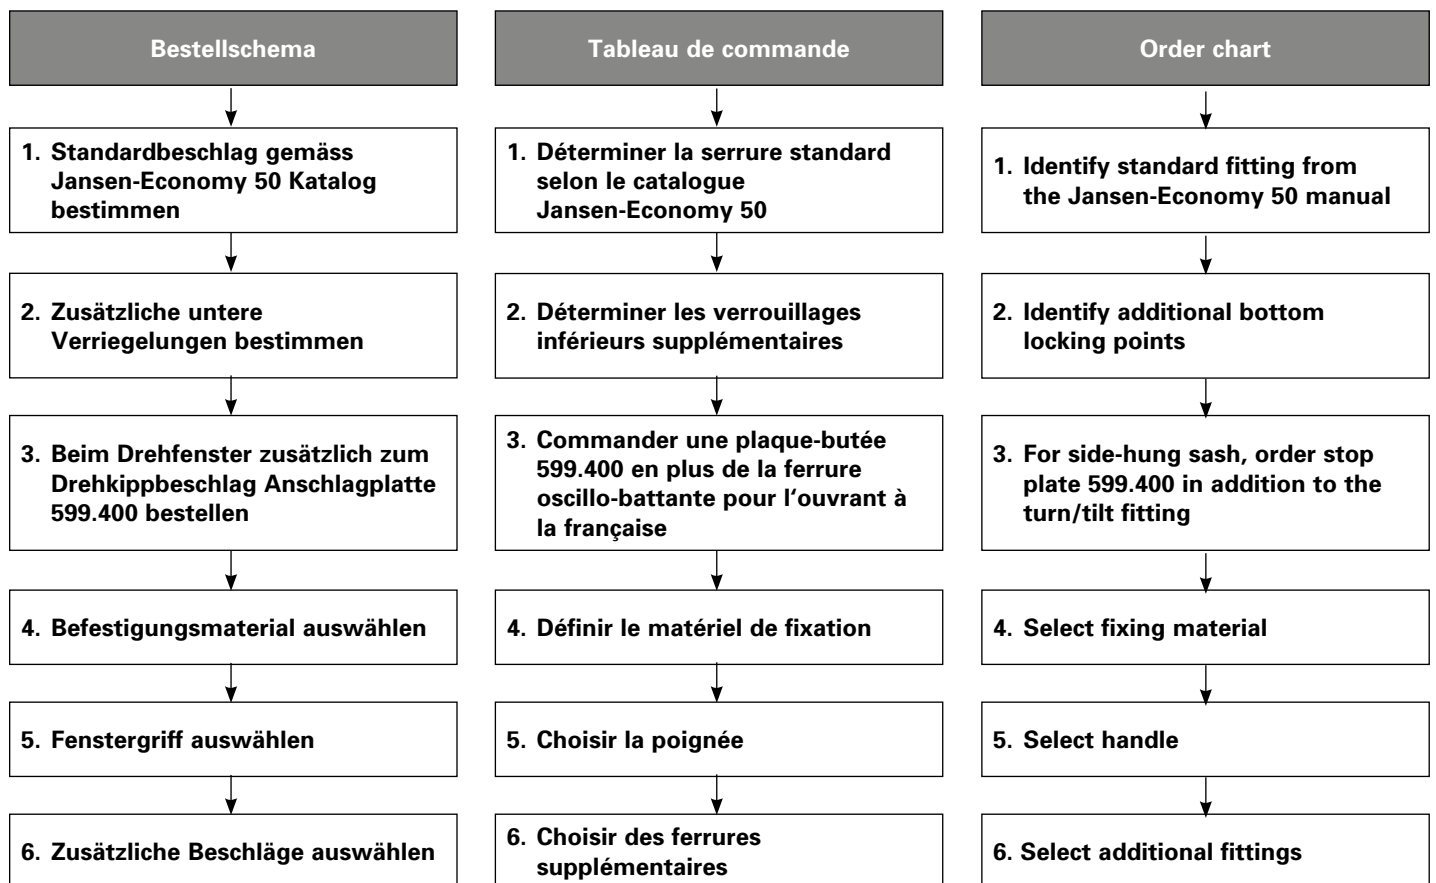 Bestellschema
1. Standardbeschlag gemäss
Jansen-Economy 50 Katalog
bestimmen
2. Zusätzliche untere
Verriegelungen bestimmen
3. Beim Drehfenster zusätzlich zum
Drehkippbeschlag Anschlagplatte
599.400 bestellen
4. Befestigungsmaterial auswählen
5. Fenstergriff auswählen
6. Zusätzliche Beschläge auswählen
Tableau de commande
1. Déterminer la serrure standard
selon le catalogue
Jansen-Economy 50
2. Déterminer les verrouillages
inférieurs supplémentaires
3. Commander une plaque-butée
599.400 en plus de la ferrure
oscillo-battante pour l‘ouvrant à
la française
4. Définir le matériel de fixation
5. Choisir la poignée
6. Choisir des ferrures
supplémentaires
Order chart
1. Identify standard fitting from
the Jansen-Economy 50 manual
2. Identify additional bottom
locking points
3. For side-hung sash, order stop
plate 599.400 in addition to the
turn/tilt fitting
4. Select fixing material
5. Select handle
6. Select additional fittings